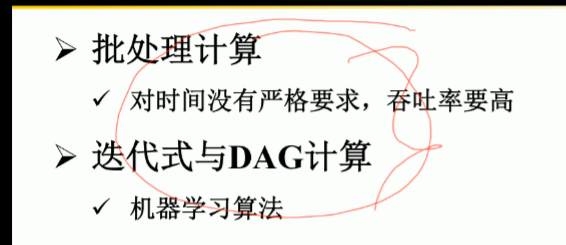 ➢ 批处理计算
✓ 对时间没有严格要求，吞吐率要高
➢ 迭代式与DAG计算
✓ 机器学习算法